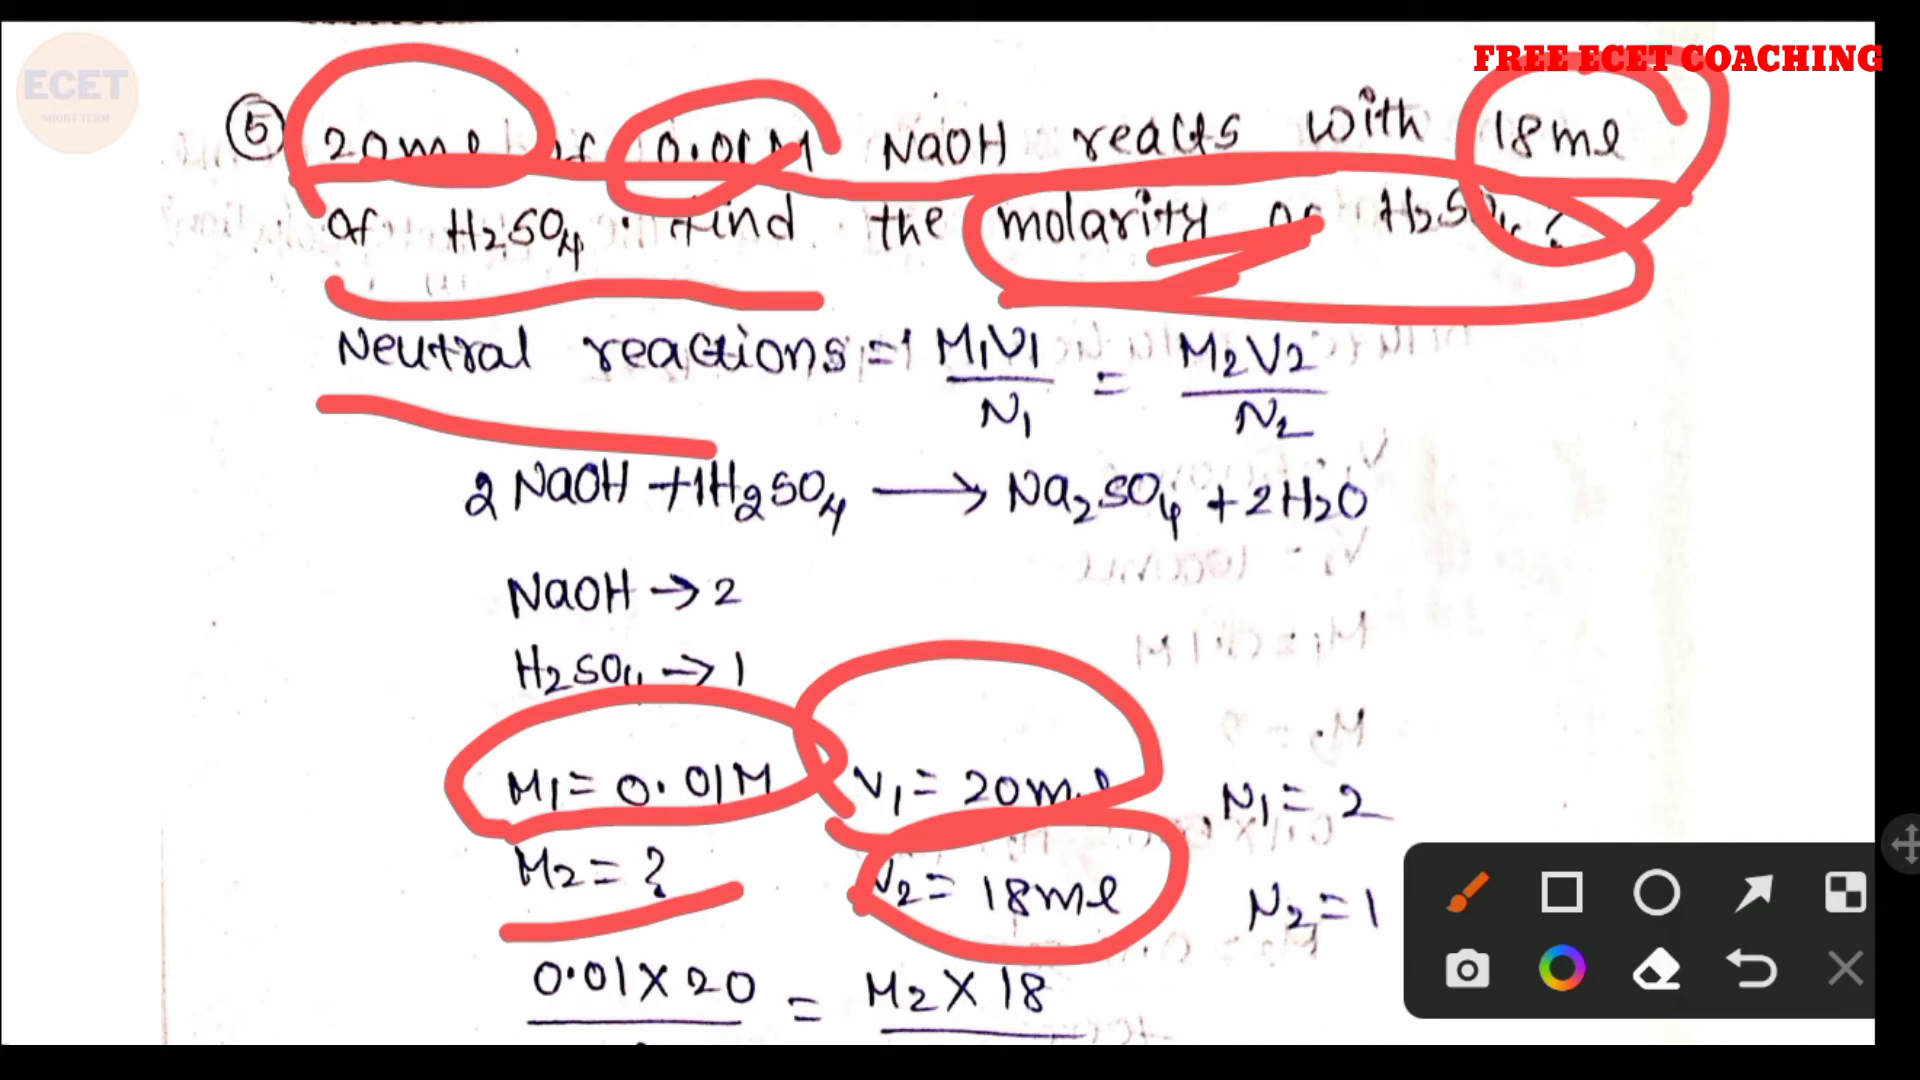 FREE ECET COACHING
ECET
SHORT TERM
5 20ml of 0.01M NaOH reacts with 18ml
of H2SO4. find the molarity of H2SO4?
Neutral reactions = M1V1/N1 = M2V2/N2
2NaOH + 1H2SO4 → Na2SO4 + 2H2O
NaOH → 2
H2SO4 → 1
M1 = 0.01M V1 = 20ml N1 = 2
M2 = ? V2 = 18ml N2 = 1
0.01 X 20 = M2 X 18